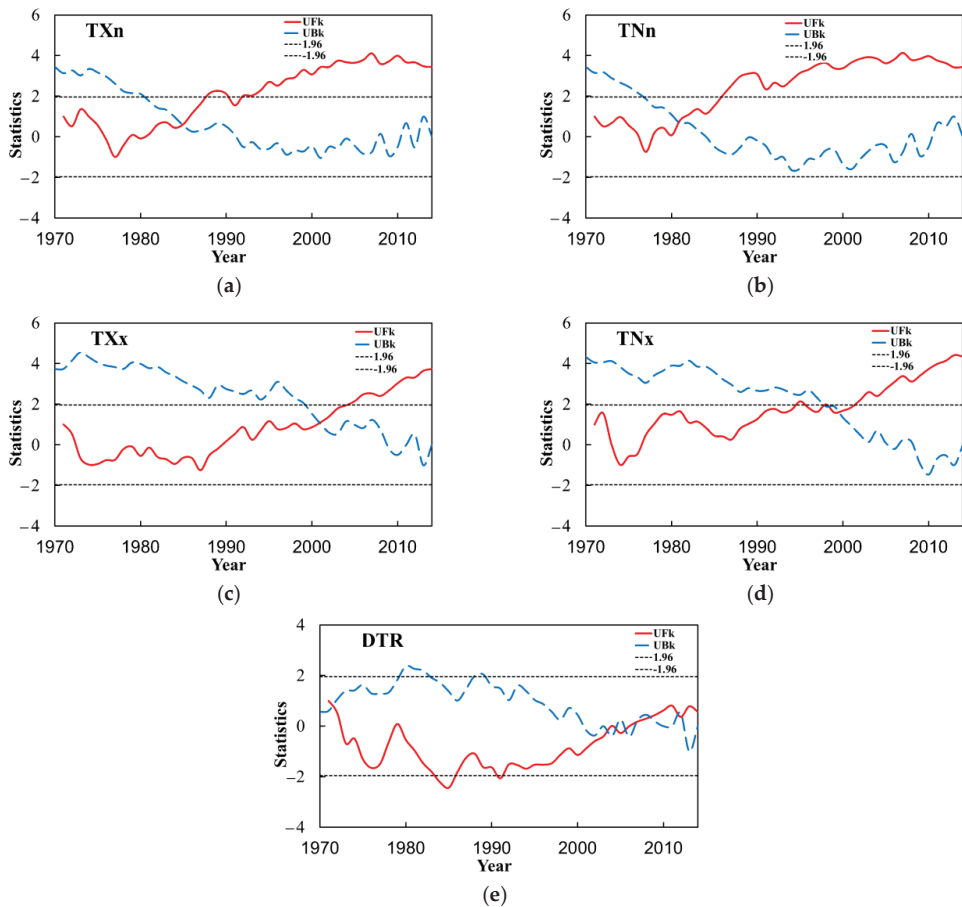 TXn
UFk
UBk
1.96
-1.96
6
4
2
0
−2
−4
Statistics
1970 1980 1990 2000 2010
Year
(a)
TNn
UFk
UBk
1.96
-1.96
6
4
2
0
−2
−4
Statistics
1970 1980 1990 2000 2010
Year
(b)
TXx
UFk
UBk
1.96
-1.96
6
4
2
0
−2
−4
Statistics
1970 1980 1990 2000 2010
Year
(c)
TNx
UFk
UBk
1.96
-1.96
6
4
2
0
−2
−4
Statistics
1970 1980 1990 2000 2010
Year
(d)
DTR
UFk
UBk
1.96
-1.96
4
2
0
−2
−4
Statistics
1970 1980 1990 2000 2010
Year
(e)